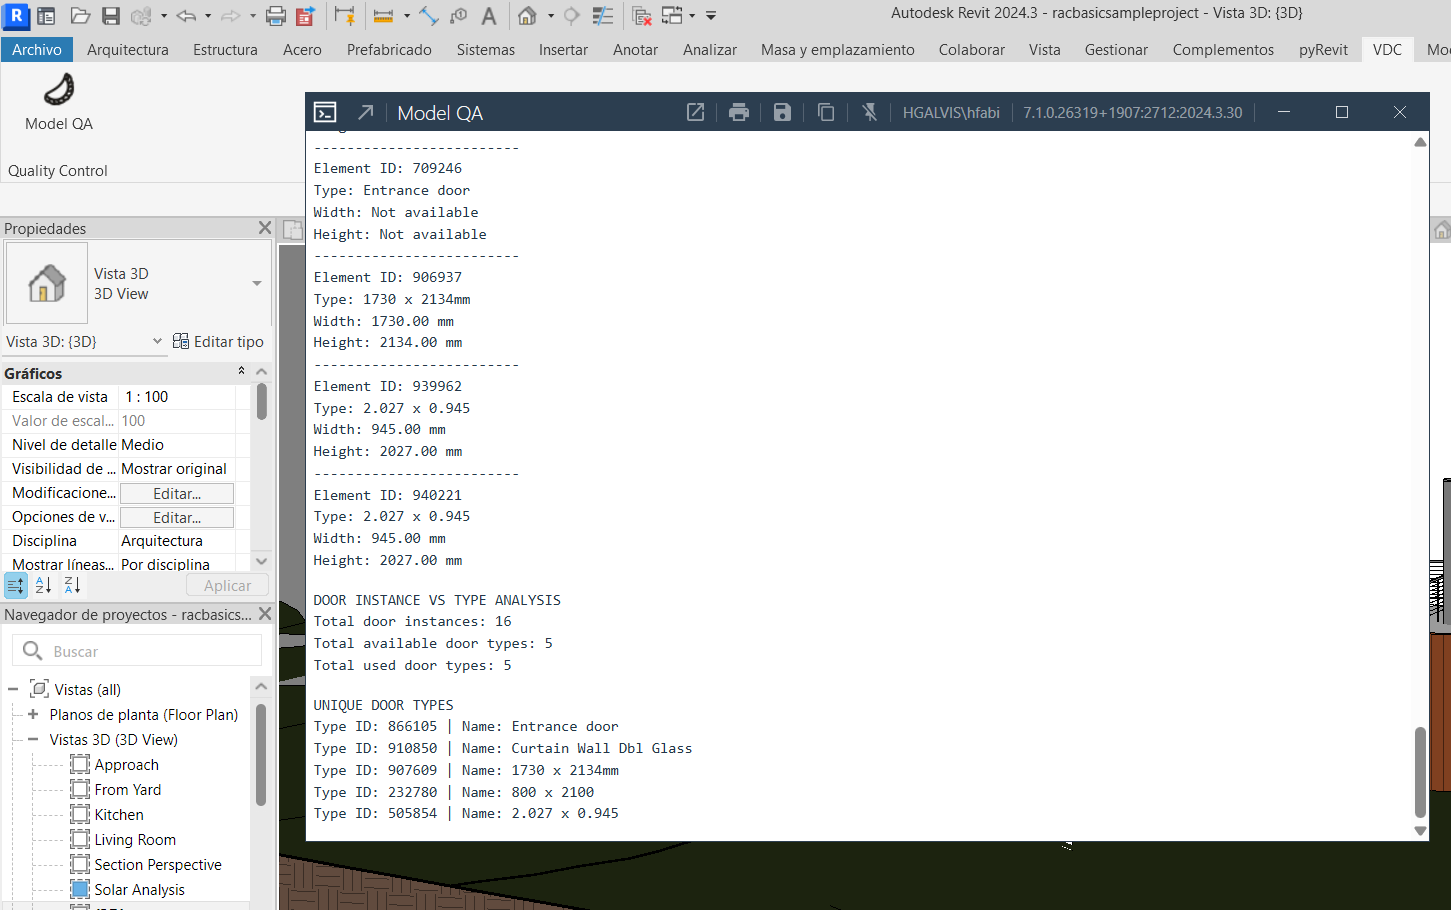 R
Autodesk Revit 2024.3 - racbasicsampleproject - Vista 3D: {3D}
Archivo Arquitectura Estructura Acero Prefabricado Sistemas Insertar Anotar Analizar Masa y emplazamiento Colaborar Vista Gestionar Complementos pyRevit VDC
Model QA
Quality Control
Model QA HGALVIS\hfabi 7.1.0.26319+1907:2712:2024.3.30
-------------------------
Element ID: 709246
Type: Entrance door
Width: Not available
Height: Not available
-------------------------
Element ID: 906937
Type: 1730 x 2134mm
Width: 1730.00 mm
Height: 2134.00 mm
-------------------------
Element ID: 939962
Type: 2.027 x 0.945
Width: 945.00 mm
Height: 2027.00 mm
-------------------------
Element ID: 940221
Type: 2.027 x 0.945
Width: 945.00 mm
Height: 2027.00 mm
DOOR INSTANCE VS TYPE ANALYSIS
Total door instances: 16
Total available door types: 5
Total used door types: 5
UNIQUE DOOR TYPES
Type ID: 866105 | Name: Entrance door
Type ID: 910850 | Name: Curtain Wall Dbl Glass
Type ID: 907609 | Name: 1730 x 2134mm
Type ID: 232780 | Name: 800 x 2100
Type ID: 505854 | Name: 2.027 x 0.945
Propiedades
Vista 3D
3D View
Vista 3D: {3D} Editar tipo
Gráficos
Escala de vista 1 : 100
Valor de escal... 100
Nivel de detalle Medio
Visibilidad de ... Mostrar original
Modificacione... Editar...
Opciones de v... Editar...
Disciplina Arquitectura
Mostrar líneas... Por disciplina
Aplicar
Navegador de proyectos - racbasics...
Buscar
Vistas (all)
Planos de planta (Floor Plan)
Vistas 3D (3D View)
Approach
From Yard
Kitchen
Living Room
Section Perspective
Solar Analysis